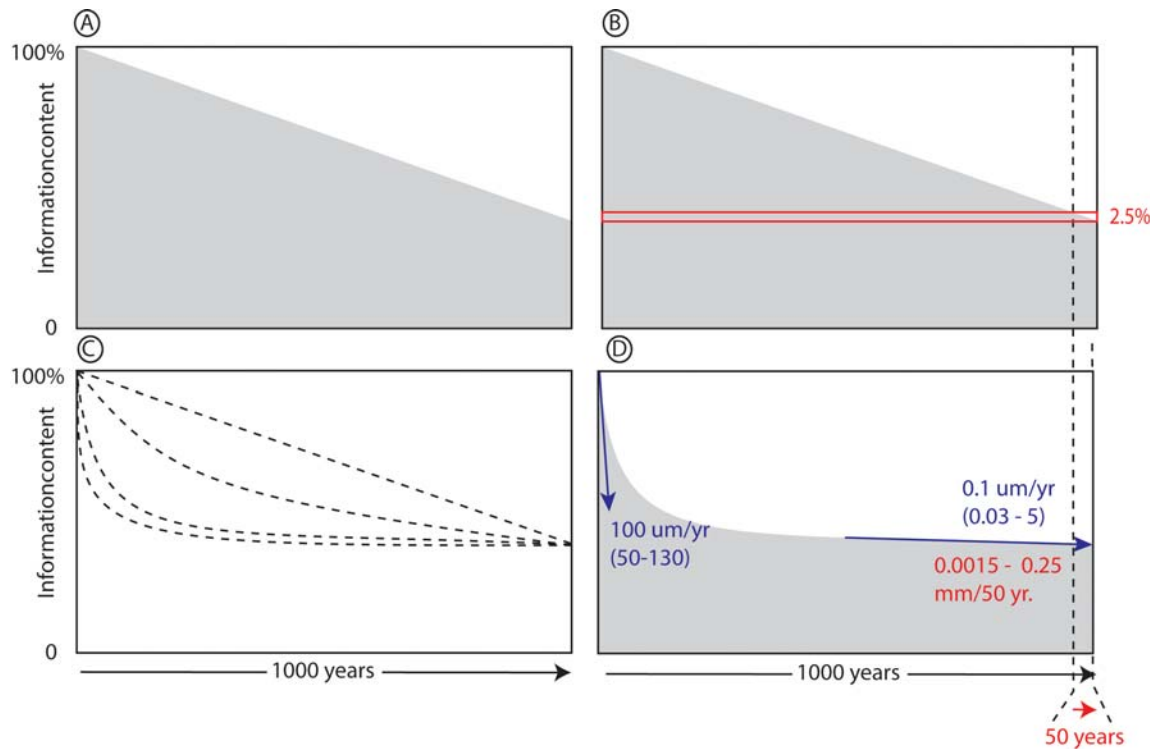 A
B
100%
Informationcontent
0
2.5%
C
D
100%
Informationcontent
0
100 um/yr
(50-130)
0.1 um/yr
(0.03 - 5)
0.0015 - 0.25
mm/50 yr.
1000 years
1000 years
50 years